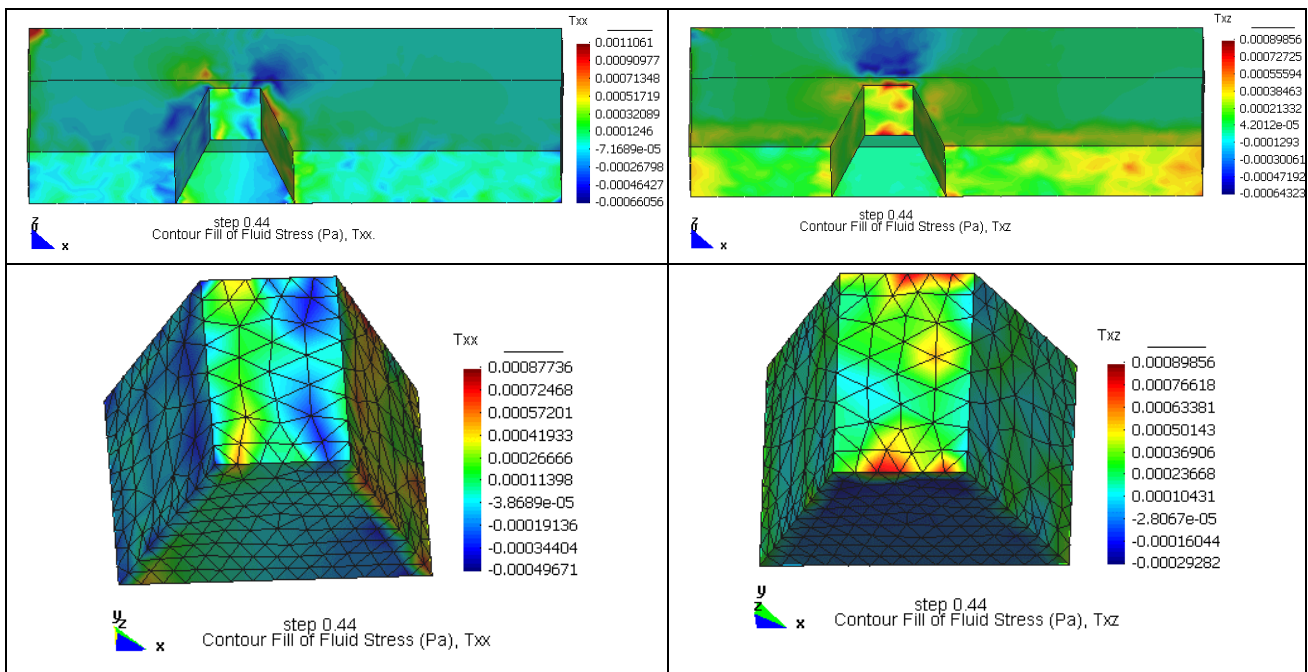 Txx
0.0011061
0.00090977
0.00071348
0.00051719
0.00032089
0.0001246
-7.1689e-05
-0.00026798
-0.00046427
-0.00066056
z
x
step 0.44
Contour Fill of Fluid Stress (Pa), Txx.
Txz
0.00089856
0.00072725
0.00055594
0.00038463
0.00021332
4.2012e-05
-0.0001293
-0.00030061
-0.00047192
-0.00064323
z
x
step 0.44
Contour Fill of Fluid Stress (Pa), Txz
Txx
0.00087736
0.00072468
0.00057201
0.00041933
0.00026666
0.00011398
-3.8689e-05
-0.00019136
-0.00034404
-0.00049671
y
z
x
step 0.44
Contour Fill of Fluid Stress (Pa), Txx
Txz
0.00089856
0.00076618
0.00063381
0.00050143
0.00036906
0.00023668
0.00010431
-2.8067e-05
-0.00016044
-0.00029282
y
z
x
step 0.44
Contour Fill of Fluid Stress (Pa), Txz